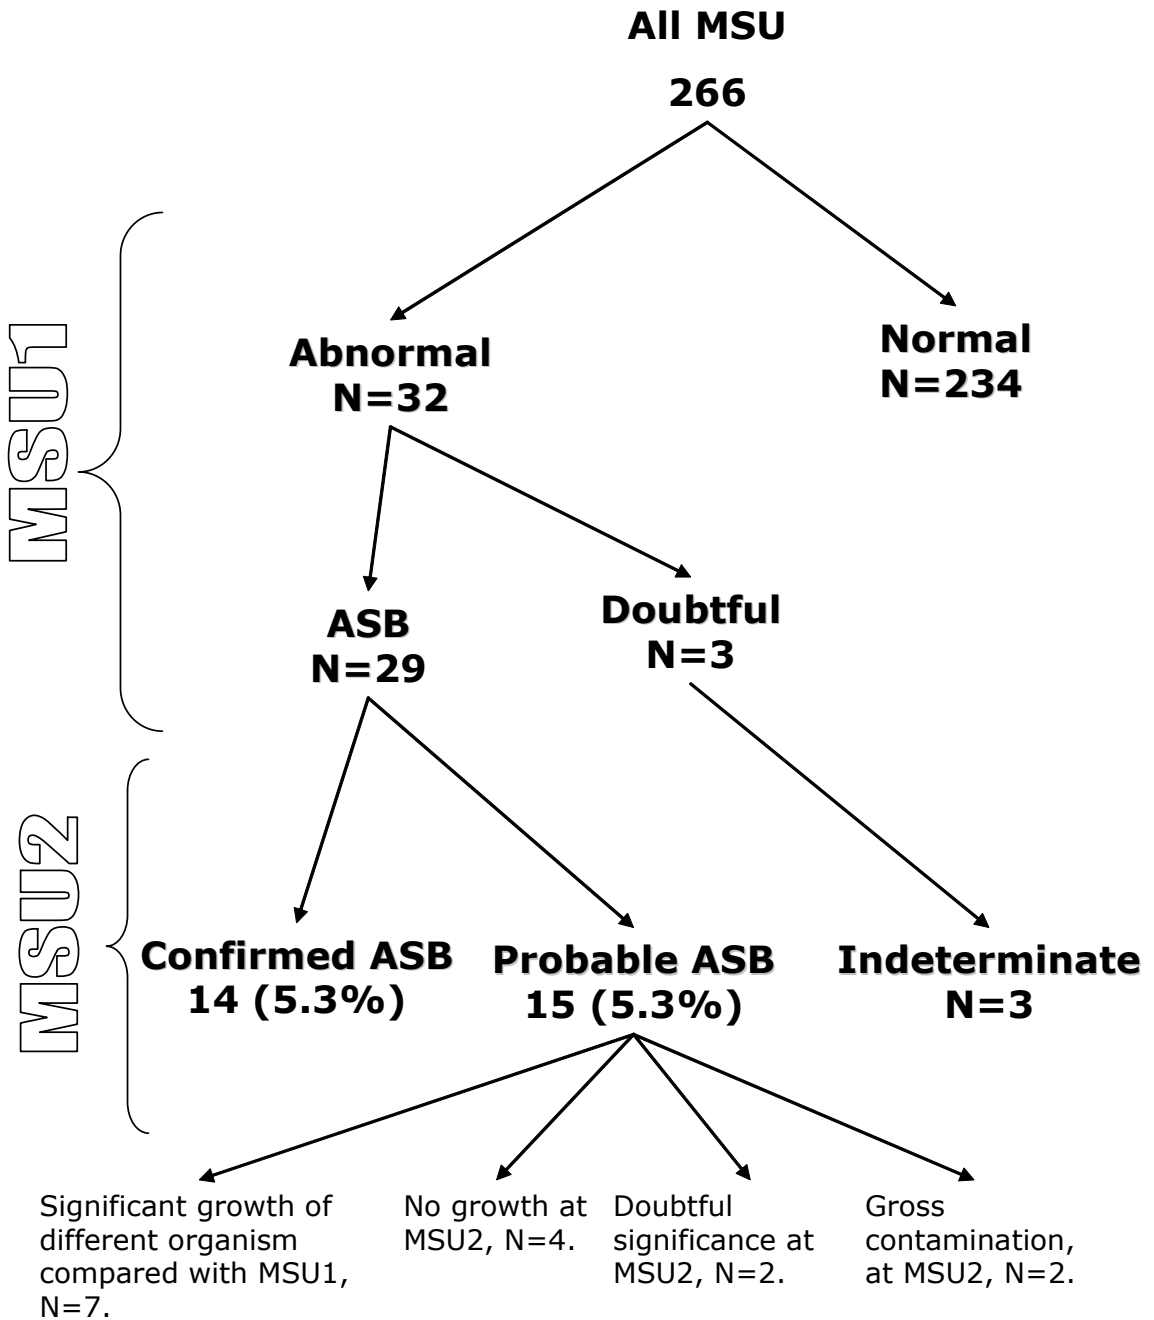 All MSU
266
MSU1
Abnormal
N=32
Normal
N=234
ASB
N=29
Doubtful
N=3
MSU2
Confirmed ASB
14 (5.3%)
Probable ASB
15 (5.3%)
Indeterminate
N=3
Significant growth of
different organism
compared with MSU1,
N=7.
No growth at
MSU2, N=4.
Doubtful
significance at
MSU2, N=2.
Gross
contamination,
at MSU2, N=2.